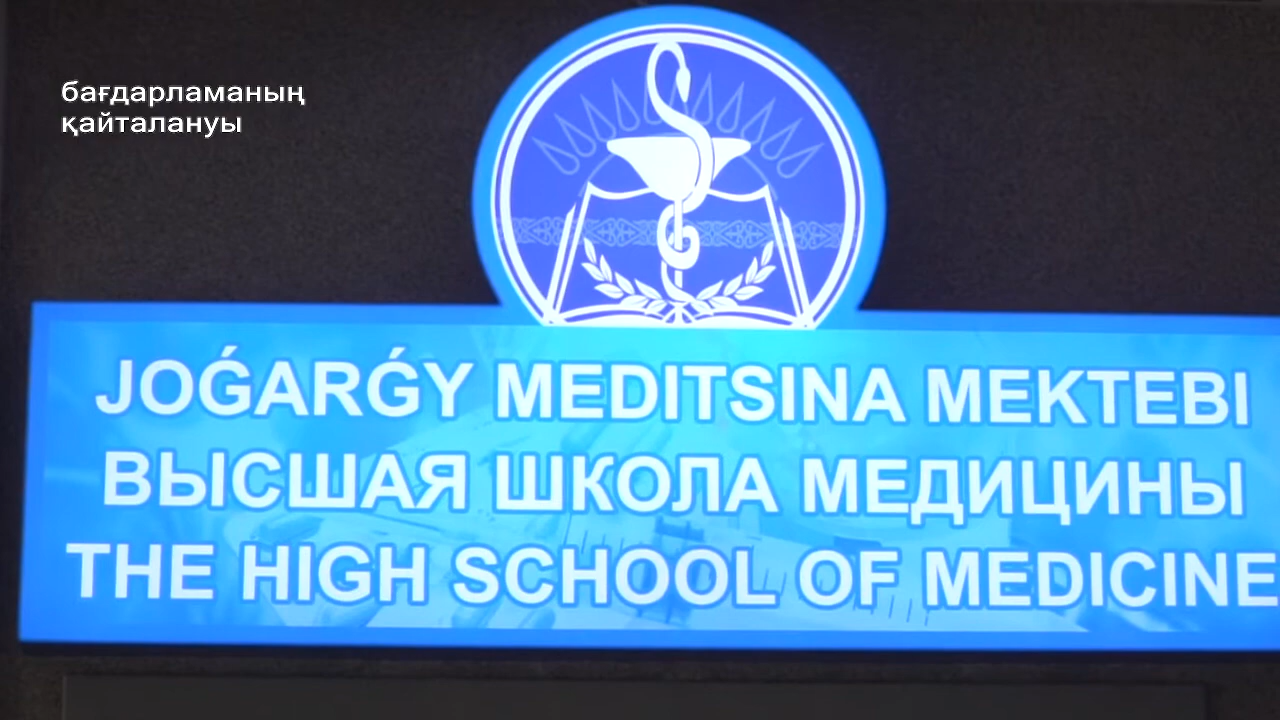 бағдарламаның
қайталануы
JOǴARǴY MEDITSINA MEKTEBI
ВЫСШАЯ ШКОЛА МЕДИЦИНЫ
THE HIGH SCHOOL OF MEDICINE